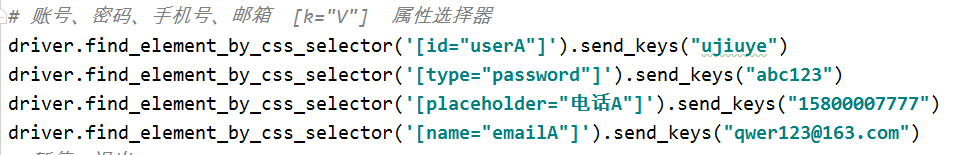 # 账号、密码、手机号、邮箱  [k="V"]  属性选择器
driver.find_element_by_css_selector('[id="userA"]').send_keys("ujiuye")
driver.find_element_by_css_selector('[type="password"]').send_keys("abc123")
driver.find_element_by_css_selector('[placeholder="电话A"]').send_keys("15800007777")
driver.find_element_by_css_selector('[name="emailA"]').send_keys("qwer123@163.com")